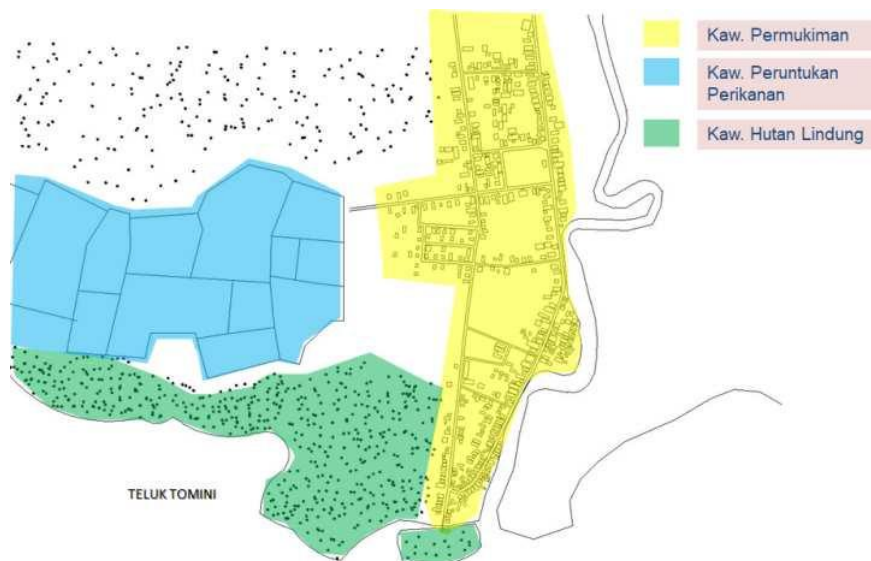 Kaw. Permukiman
Kaw. Peruntukan
Perikanan
Kaw. Hutan Lindung
TELUK TOMINI